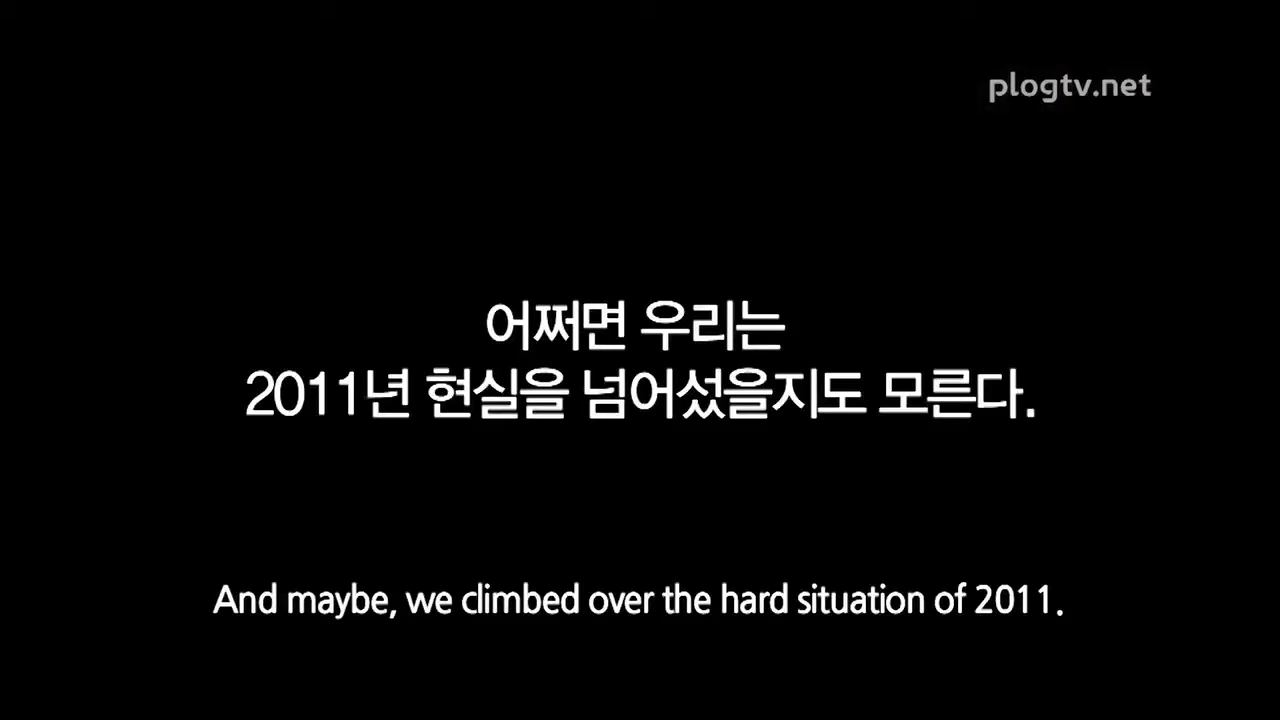 plogtv.net
어쩌면 우리는
2011년 현실을 넘어섰을지도 모른다.
And maybe, we climbed over the hard situation of 2011.